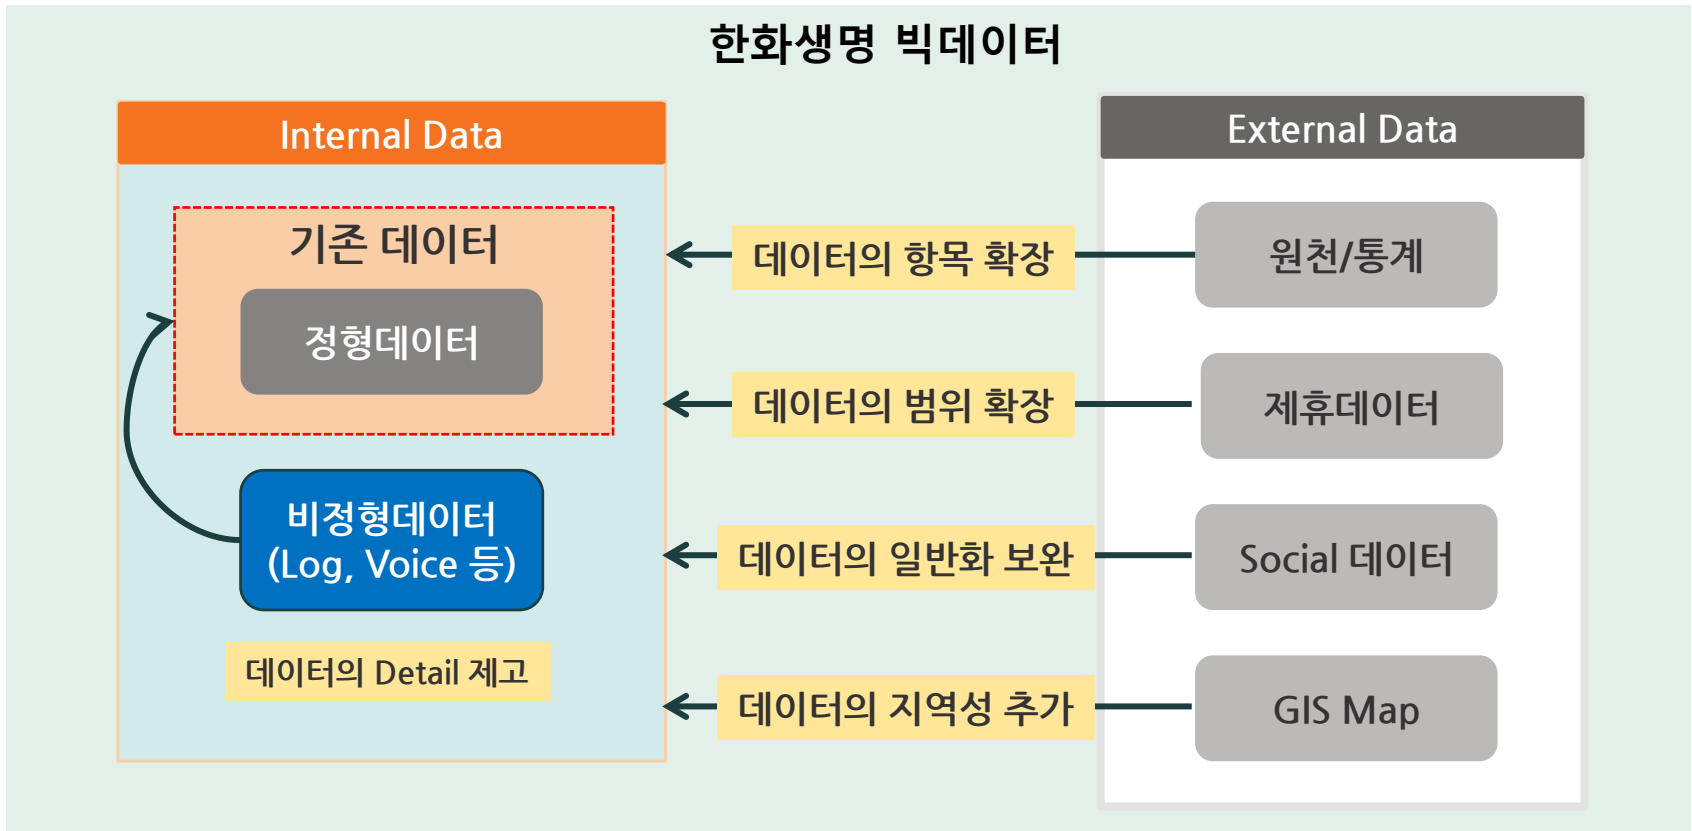 한화생명 빅데이터
Internal Data
기존 데이터
정형데이터
비정형데이터
(Log, Voice 등)
데이터의 Detail 제고
데이터의 항목 확장
데이터의 범위 확장
데이터의 일반화 보완
데이터의 지역성 추가
External Data
원천/통계
제휴데이터
Social 데이터
GIS Map